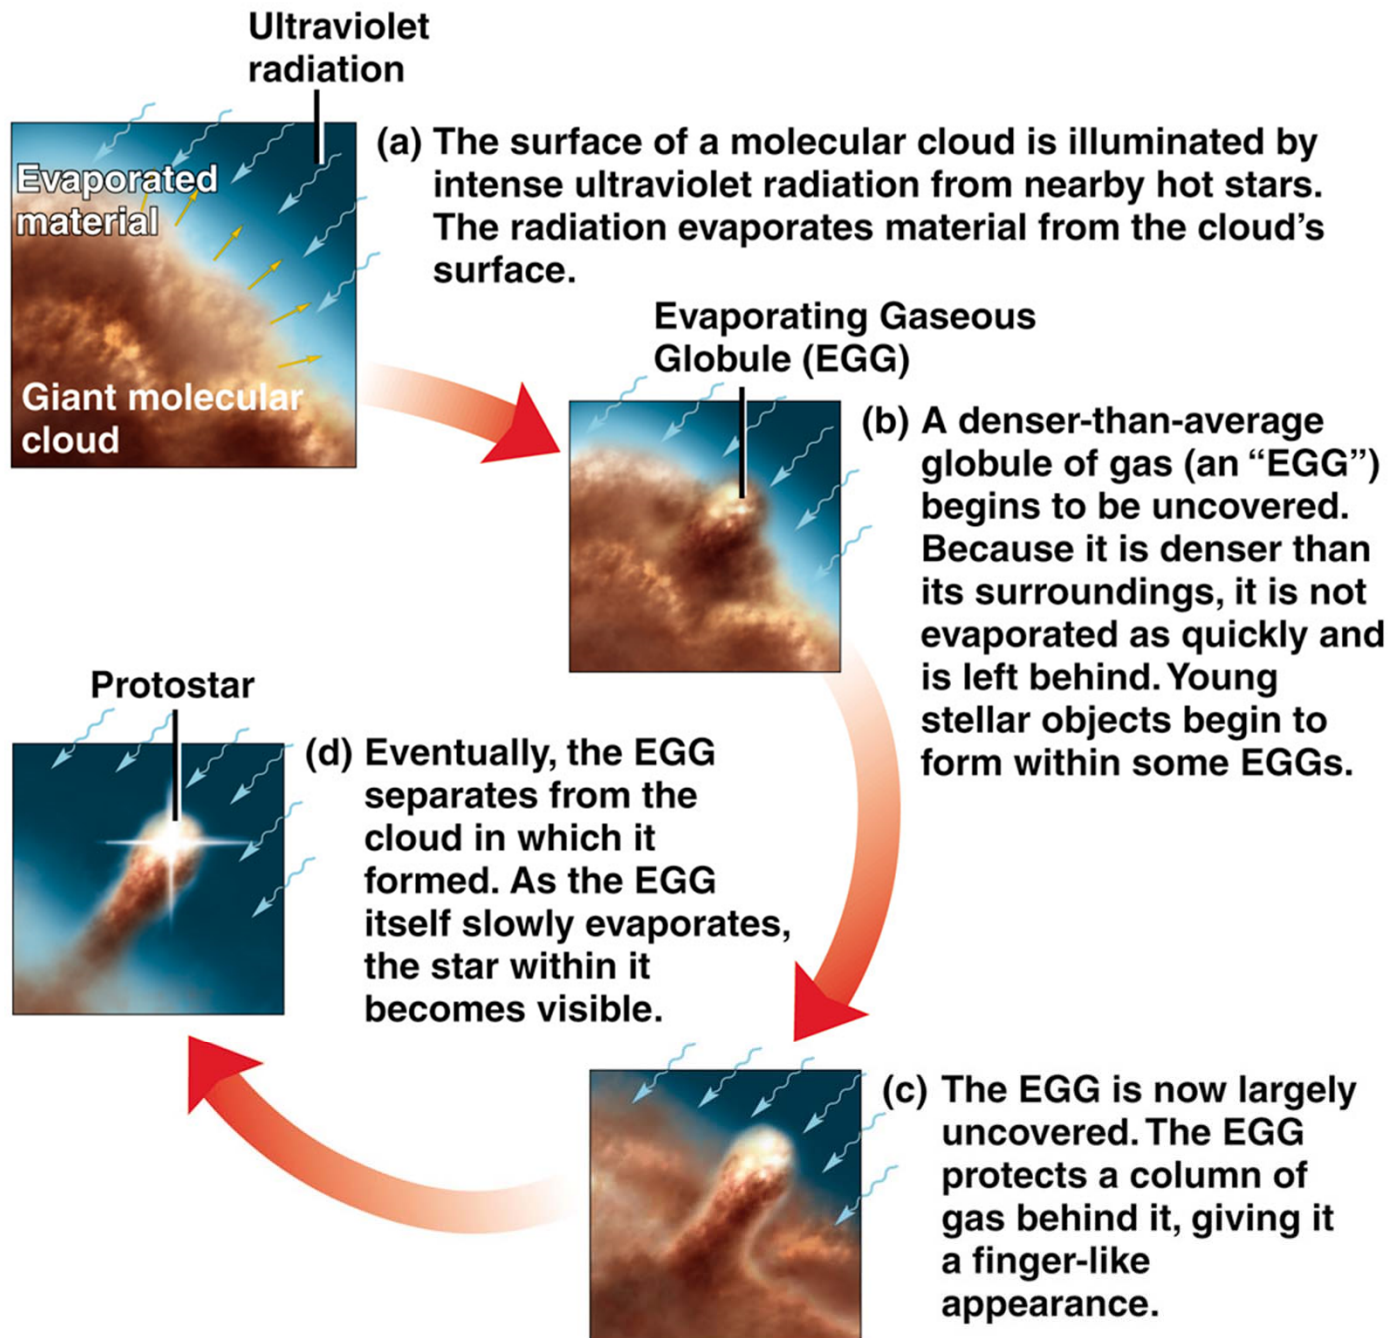 Ultraviolet
radiation
Evaporated
material
Giant molecular
cloud
(a) The surface of a molecular cloud is illuminated by
intense ultraviolet radiation from nearby hot stars.
The radiation evaporates material from the cloud’s
surface.
Evaporating Gaseous
Globule (EGG)
(b) A denser-than-average
globule of gas (an “EGG”)
begins to be uncovered.
Because it is denser than
its surroundings, it is not
evaporated as quickly and
is left behind. Young
stellar objects begin to
form within some EGGs.
(c) The EGG is now largely
uncovered. The EGG
protects a column of
gas behind it, giving it
a finger-like
appearance.
Protostar
(d) Eventually, the EGG
separates from the
cloud in which it
formed. As the EGG
itself slowly evaporates,
the star within it
becomes visible.